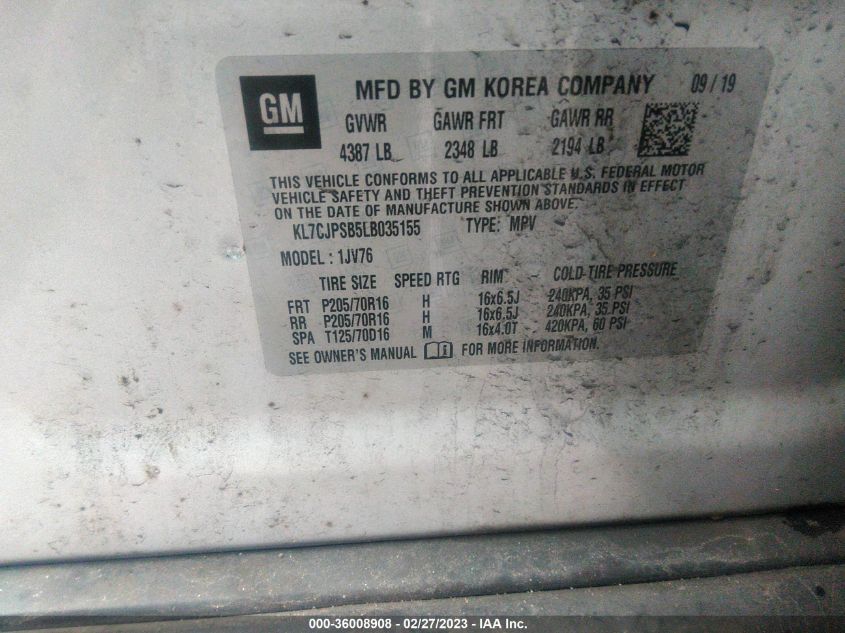 GM
MFD BY GM KOREA COMPANY 09 / 19
GVWR GAWR FRT GAWR RR
4387 LB 2348 LB 2194 LB
THIS VEHICLE CONFORMS TO ALL APPLICABLE U.S. FEDERAL MOTOR
VEHICLE SAFETY AND THEFT PREVENTION STANDARDS IN EFFECT
ON THE DATE OF MANUFACTURE SHOWN ABOVE.
KL7CJPSB5LB035155 TYPE: MPV
MODEL : 1JV76
TIRE SIZE SPEED RTG RIM COLD TIRE PRESSURE
FRT P205/70R16 H 16x6.5J 240KPA, 35 PSI
RR P205/70R16 H 16x6.5J 240KPA, 35 PSI
SPA T125/70D16 M 16x4.0T 420KPA, 60 PSI
SEE OWNER'S MANUAL FOR MORE INFORMATION.
000-36008908 - 02/27/2023 - IAA Inc.